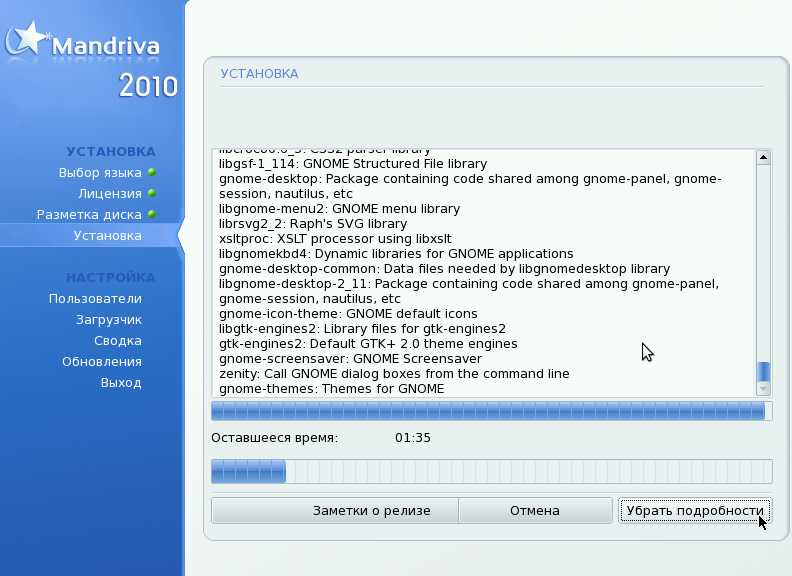 Mandriva
2010
УСТАНОВКА
Выбор языка
Лицензия
Разметка диска
Установка
НАСТРОЙКА
Пользователи
Загрузчик
Сводка
Обновления
Выход
УСТАНОВКА
libgsf-1_114: GNOME Structured File library
gnome-desktop: Package containing code shared among gnome-panel, gnome-
session, nautilus, etc
libgnome-menu2: GNOME menu library
librsvg2_2: Raph's SVG library
xsltproc: XSLT processor using libxslt
libgnomekbd4: Dynamic libraries for GNOME applications
gnome-desktop-common: Data files needed by libgnomedesktop library
libgnome-desktop-2_11: Package containing code shared among gnome-panel,
gnome-session, nautilus, etc
gnome-icon-theme: GNOME default icons
libgtk-engines2: Library files for gtk-engines2
gtk-engines2: Default GTK+ 2.0 theme engines
gnome-screensaver: GNOME Screensaver
zenity: Call GNOME dialog boxes from the command line
gnome-themes: Themes for GNOME
Оставшееся время: 01:35
Заметки о релизе Отмена Убрать подробности